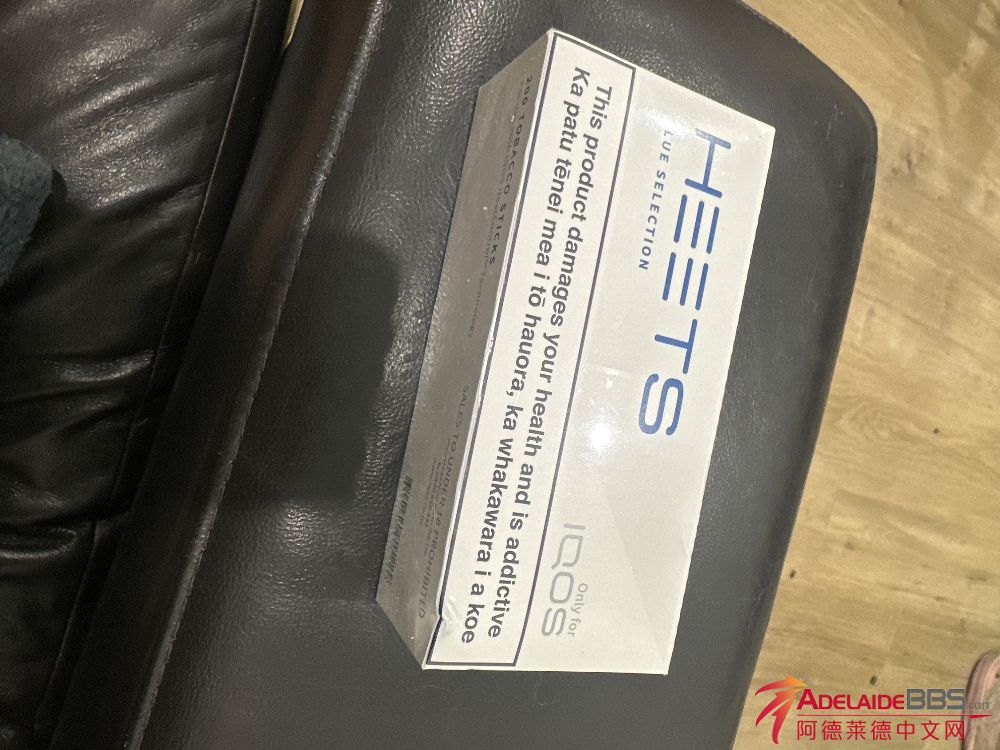 HEETS
LUE SELECTION
Only for
IQOS
This product damages your health and is addictive
Ka patu tēnei mea i tō hauora, ka whakawara i a koe
200 TOBACCO STICKS
SALES TO UNDER 18 PROHIBITED
ADELAIDEBBS.com
阿德莱德中文网